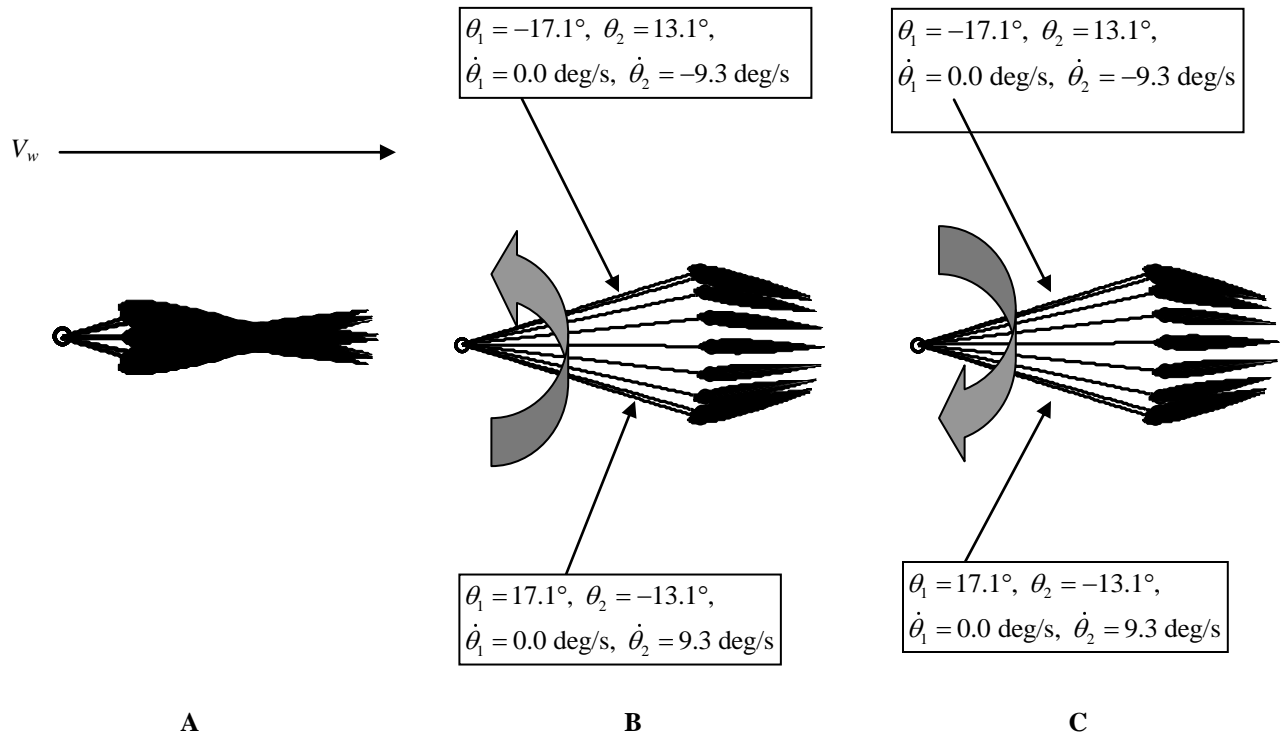 θ₁ = −17.1°, θ₂ = 13.1°,
θ̇₁ = 0.0 deg/s, θ̇₂ = −9.3 deg/s
θ₁ = −17.1°, θ₂ = 13.1°,
θ̇₁ = 0.0 deg/s, θ̇₂ = −9.3 deg/s
V_w
θ₁ = 17.1°, θ₂ = −13.1°,
θ̇₁ = 0.0 deg/s, θ̇₂ = 9.3 deg/s
θ₁ = 17.1°, θ₂ = −13.1°,
θ̇₁ = 0.0 deg/s, θ̇₂ = 9.3 deg/s
A B C